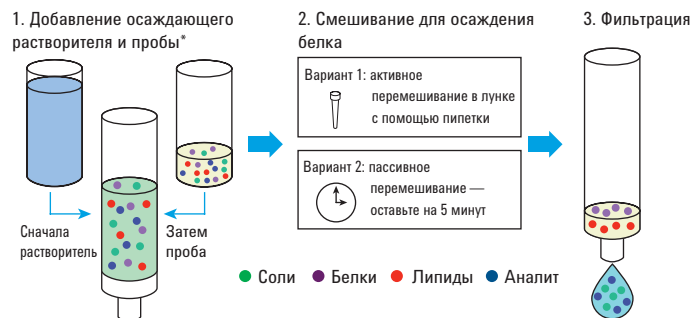 1. Добавление осаждающего
растворителя и пробы*
2. Смешивание для осаждения
белка
3. Фильтрация
Вариант 1: активное
перемешивание в лунке
с помощью пипетки
Вариант 2: пассивное
перемешивание —
оставьте на 5 минут
Сначала
растворитель
Затем
проба
Соли
Белки
Липиды
Аналит